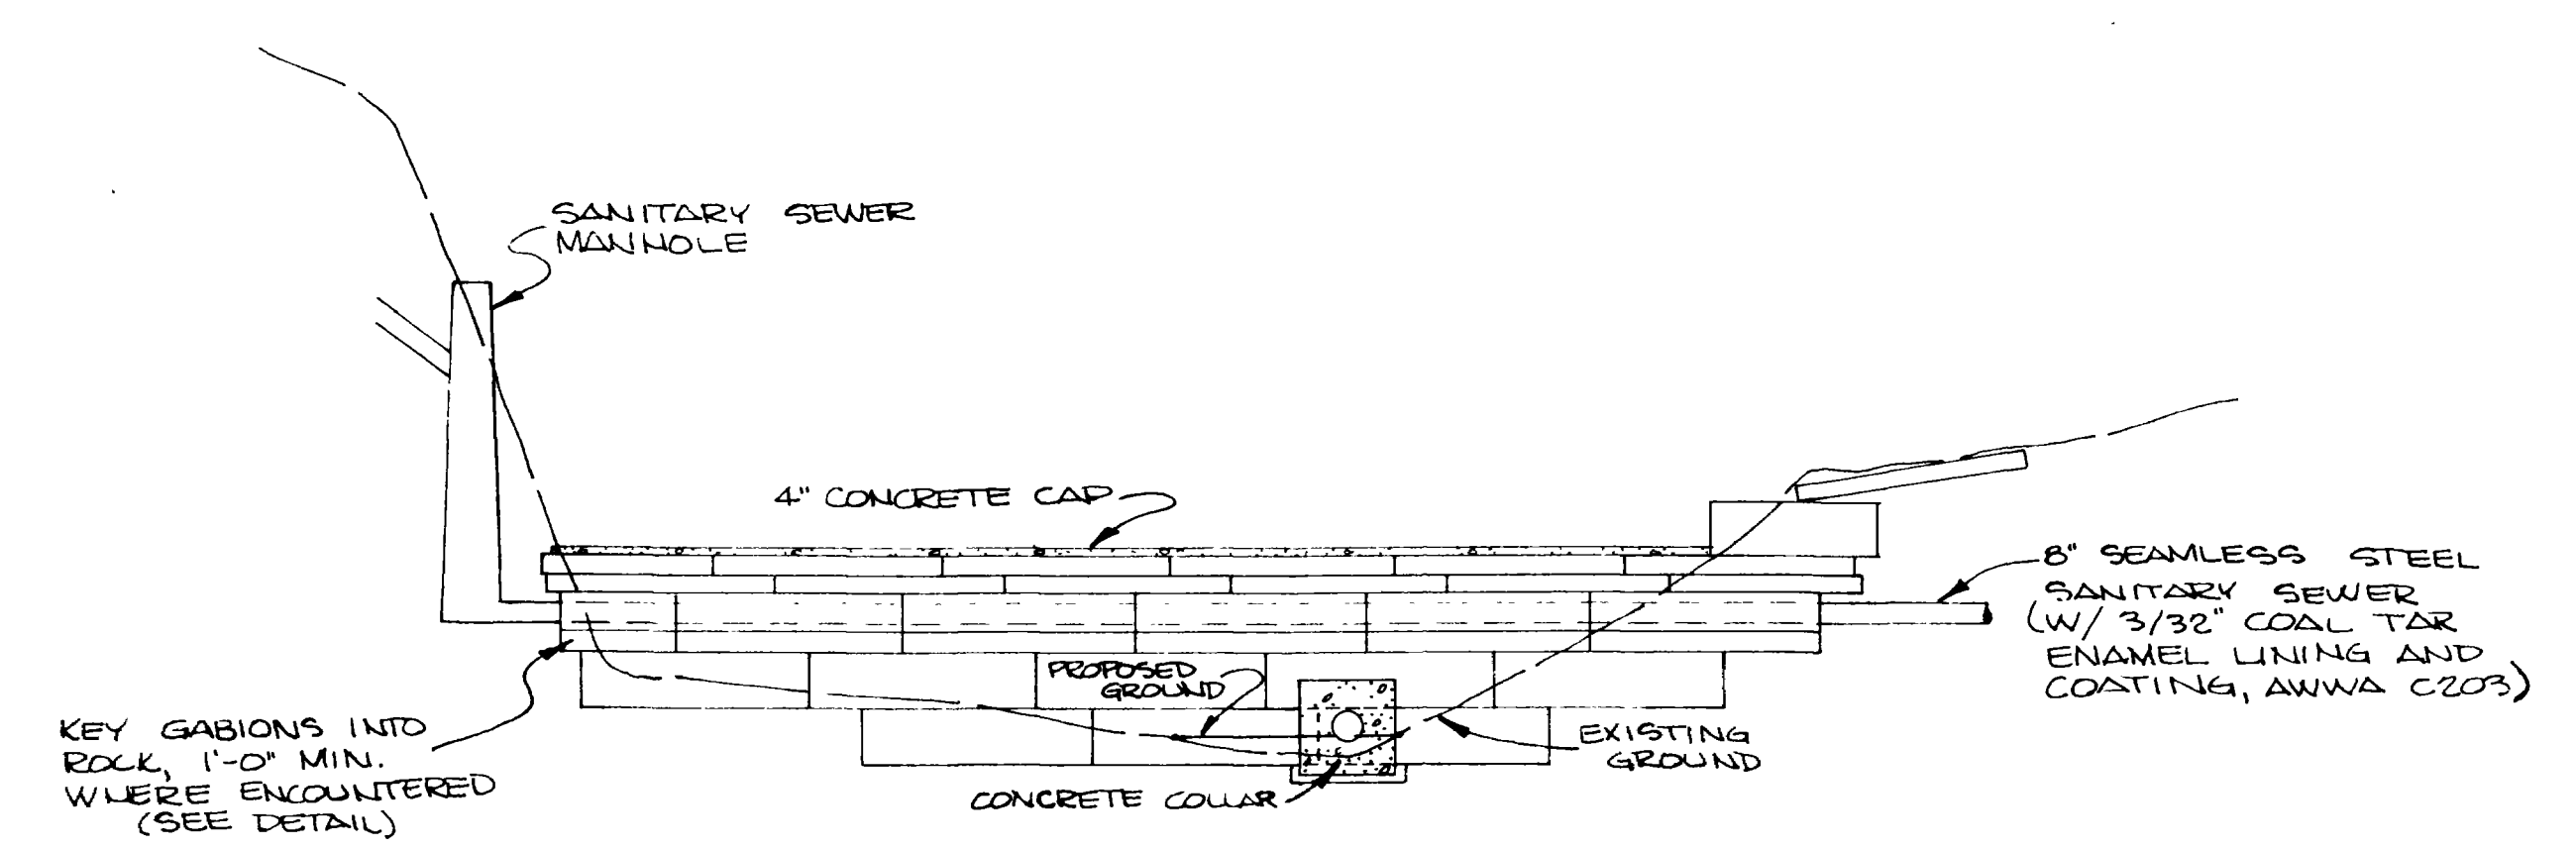 SANITARY SEWER
MANHOLE
4" CONCRETE CAP
8" SEAMLESS STEEL
SANITARY SEWER
(W/ 3/32" COAL TAR
ENAMEL LINING AND
COATING, AWWA C203)
PROPOSED
GROUND
KEY GABIONS INTO
ROCK, 1'-0" MIN.
WHERE ENCOUNTERED
(SEE DETAIL)
EXISTING
GROUND
CONCRETE COLLAR